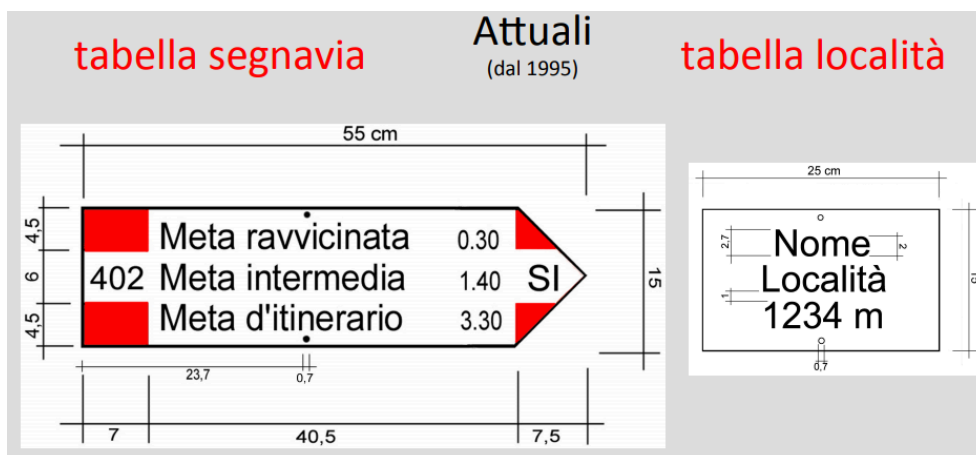 tabella segnavia
Attuali
(dal 1995)
tabella località
55 cm
4,5
6
4,5
402
Meta ravvicinata 0.30
Meta intermedia 1.40
Meta d'itinerario 3.30
SI
15
23,7
0,7
7
40,5
7,5
25 cm
2,7
2
1
Nome
Località
1234 m
0,7